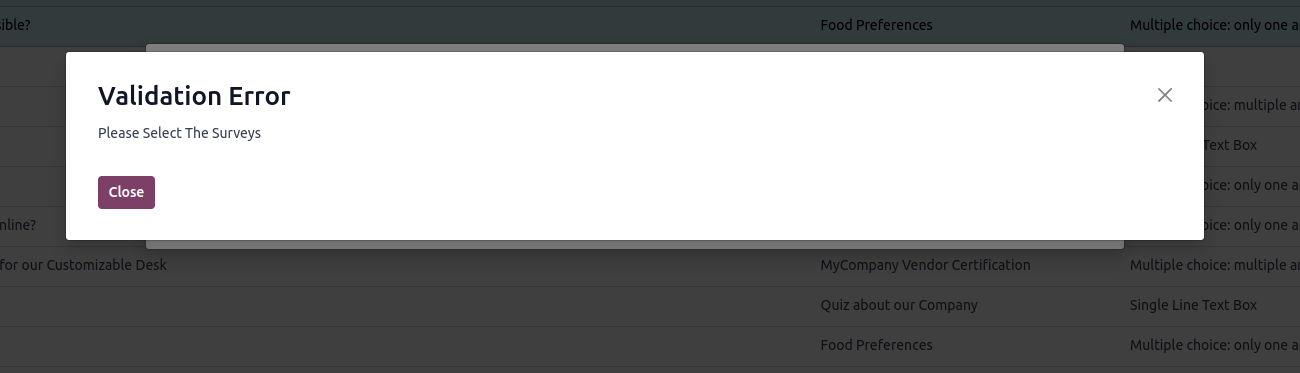 sible? Food Preferences Multiple choice: only one a
Validation Error
Please Select The Surveys
oice: multiple an
Text Box
Close
oice: only one a
nline? oice: only one a
for our Customizable Desk MyCompany Vendor Certification Multiple choice: multiple an
Quiz about our Company Single Line Text Box
Food Preferences Multiple choice: only one a